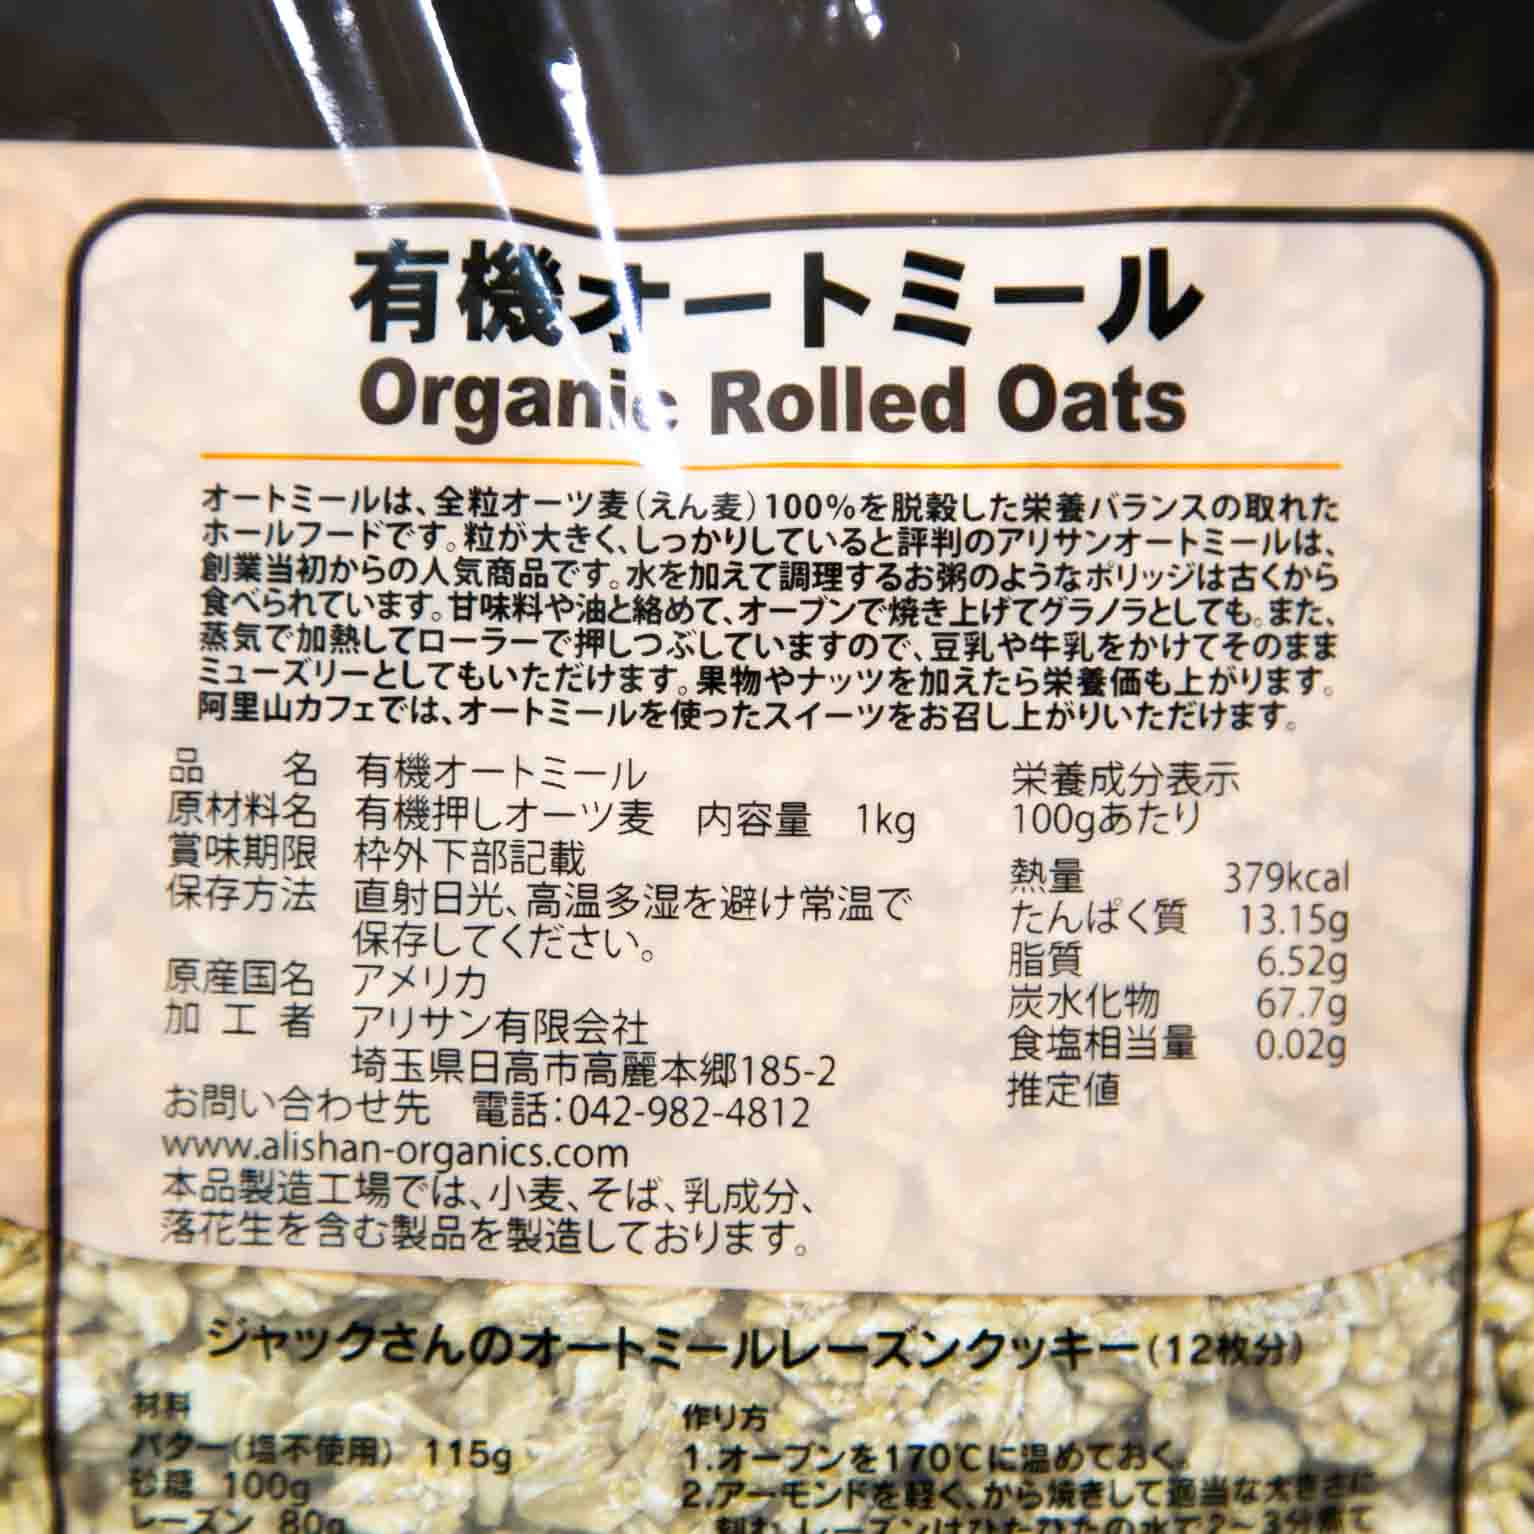 有機オートミール
Organic Rolled Oats
オートミールは、全粒オーツ麦(えん麦)100%を脱穀した栄養バランスの取れた
ホールフードです。粒が大きく、しっかりしていると評判のアリサンオートミールは、
創業当初からの人気商品です。水を加えて調理するお粥のようなポリッジは古くから
食べられています。甘味料や油と絡めて、オーブンで焼き上げてグラノラとしても。また、
蒸気で加熱してローラーで押しつぶしていますので、豆乳や牛乳をかけてそのまま
ミューズリーとしてもいただけます。果物やナッツを加えたら栄養価も上がります。
阿里山カフェでは、オートミールを使ったスイーツをお召し上がりいただけます。
品 名 有機オートミール
原材料名 有機押しオーツ麦 内容量 1kg
賞味期限 枠外下部記載
保存方法 直射日光、高温多湿を避け常温で
保存してください。
原産国名 アメリカ
加工者 アリサン有限会社
埼玉県日高市高麗本郷185-2
お問い合わせ先 電話:042-982-4812
www.alishan-organics.com
本品製造工場では、小麦、そば、乳成分、
落花生を含む製品を製造しております。
栄養成分表示
100gあたり
熱量 379kcal
たんぱく質 13.15g
脂質 6.52g
炭水化物 67.7g
食塩相当量 0.02g
推定値
ジャックさんのオートミールレーズンクッキー(12枚分)
材料
バター(塩不使用) 115g
砂糖 100g
レーズン 80g
作り方
1.オーブンを170℃に温めておく。
2.アーモンドを軽く、から焼きして適当な大きさに